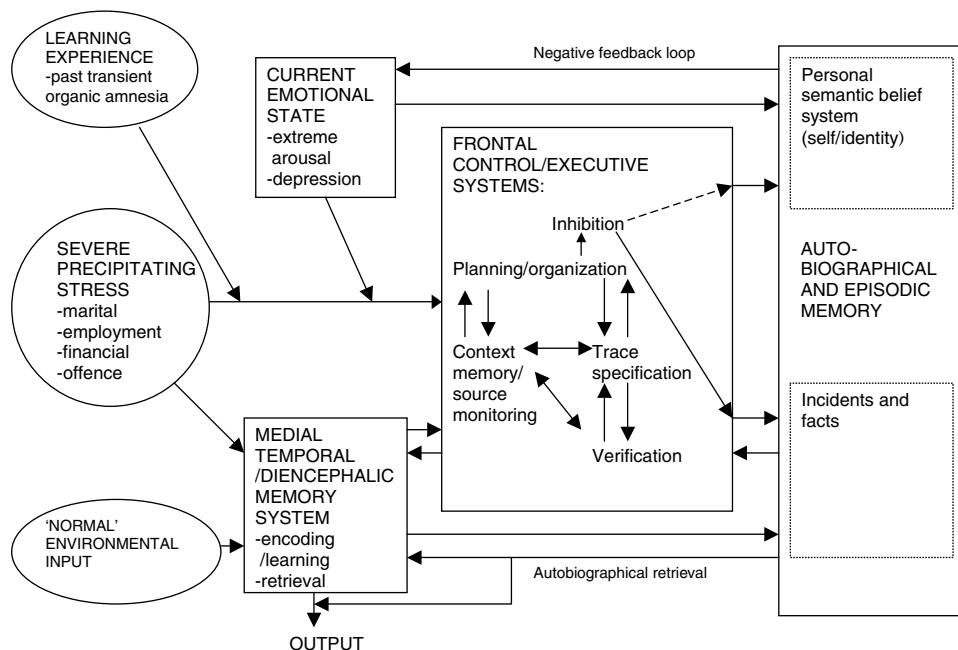 LEARNING
EXPERIENCE
-past transient
organic amnesia
Negative feedback loop
CURRENT
EMOTIONAL
STATE
-extreme
arousal
-depression
Personal
semantic belief
system
(self/identity)
FRONTAL
CONTROL/EXECUTIVE
SYSTEMS:
Inhibition
Planning/organization
Context
memory/
source
monitoring
Trace
specification
Verification
SEVERE
PRECIPITATING
STRESS
-marital
-employment
-financial
-offence
AUTO-
BIOGRAPHICAL
AND EPISODIC
MEMORY
Incidents and
facts
MEDIAL
TEMPORAL
/DIENCEPHALIC
MEMORY
SYSTEM
-encoding
/learning
-retrieval
'NORMAL'
ENVIRONMENTAL
INPUT
Autobiographical retrieval
OUTPUT